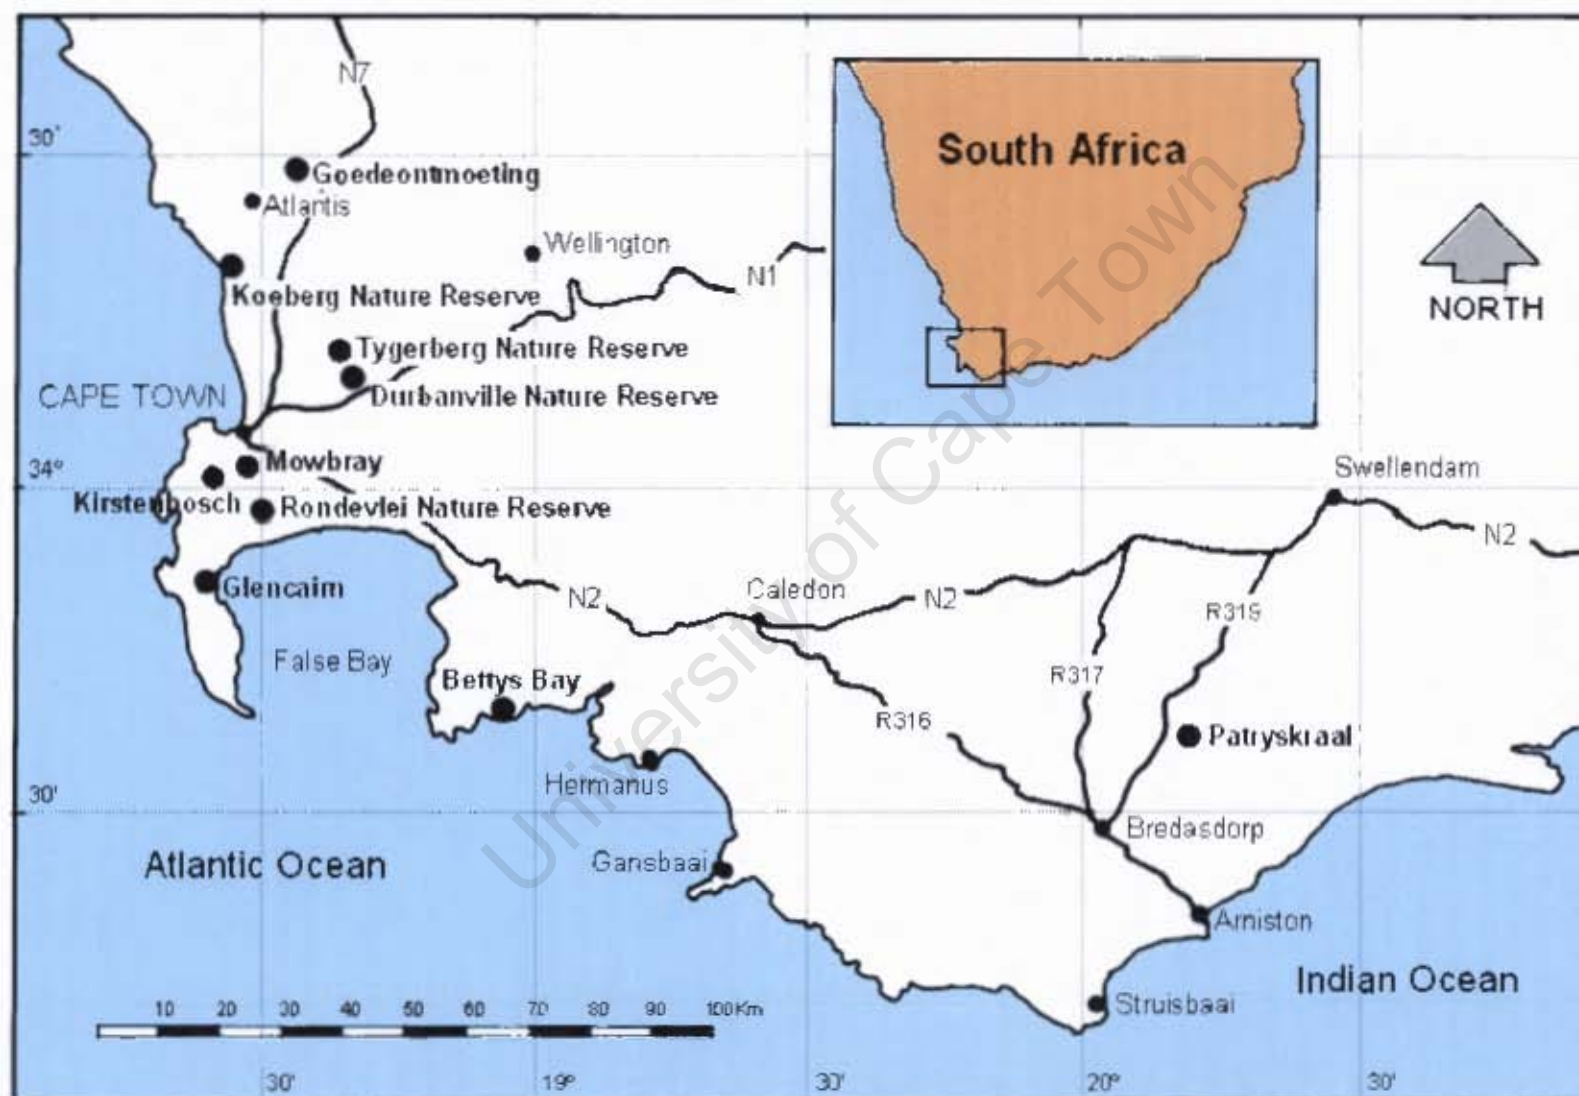 N7
30°
Goedeontmoeting
Atlantis
South Africa
Wellington
N1
Koeberg Nature Reserve
NORTH
Tygerberg Nature Reserve
CAPE TOWN
Durbanville Nature Reserve
Mowbray
34°
Swellendam
Kirstenbosch
Rondevlei Nature Reserve
N2
Glencairn
N2
Caledon
N2
R319
False Bay
Bettys Bay
R317
R316
Patryskraal
Hermanus
30'
Bredasdorp
Atlantic Ocean
Gansbaai
Arniston
Indian Ocean
Struisbaai
10 20 30 40 50 60 70 80 90 100Km
30' 19° 30' 20° 30'
University of Cape Town